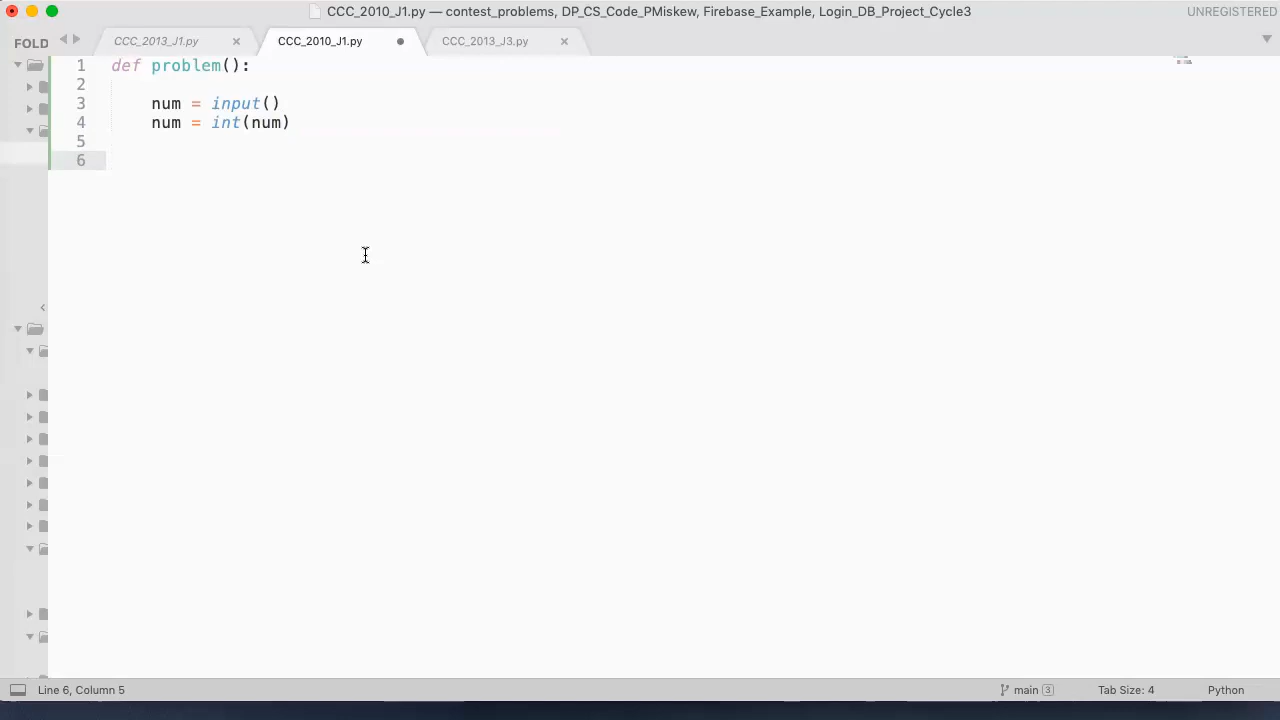 CCC_2010_J1.py — contest_problems, DP_CS_Code_PMiskew, Firebase_Example, Login_DB_Project_Cycle3
UNREGISTERED
FOLD
CCC_2013_J1.py
CCC_2010_J1.py
CCC_2013_J3.py
1 def problem():
2
3 num = input()
4 num = int(num)
5
6
Line 6, Column 5
main 3
Tab Size: 4
Python